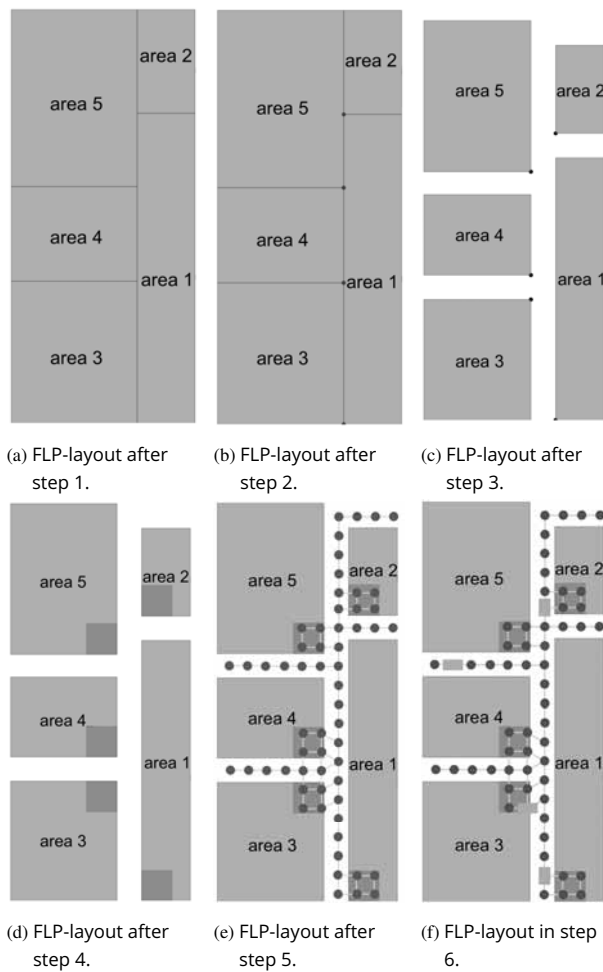 area 2
area 5
area 4
area 1
area 3
area 2
area 5
area 4
area 1
area 3
area 5
area 2
area 4
area 1
area 3
(a) FLP-layout after
step 1.
(b) FLP-layout after
step 2.
(c) FLP-layout after
step 3.
area 5
area 2
area 4
area 1
area 3
area 5
area 2
area 4
area 1
area 3
area 5
area 2
area 4
area 1
area 3
(d) FLP-layout after
step 4.
(e) FLP-layout after
step 5.
(f) FLP-layout in step
6.